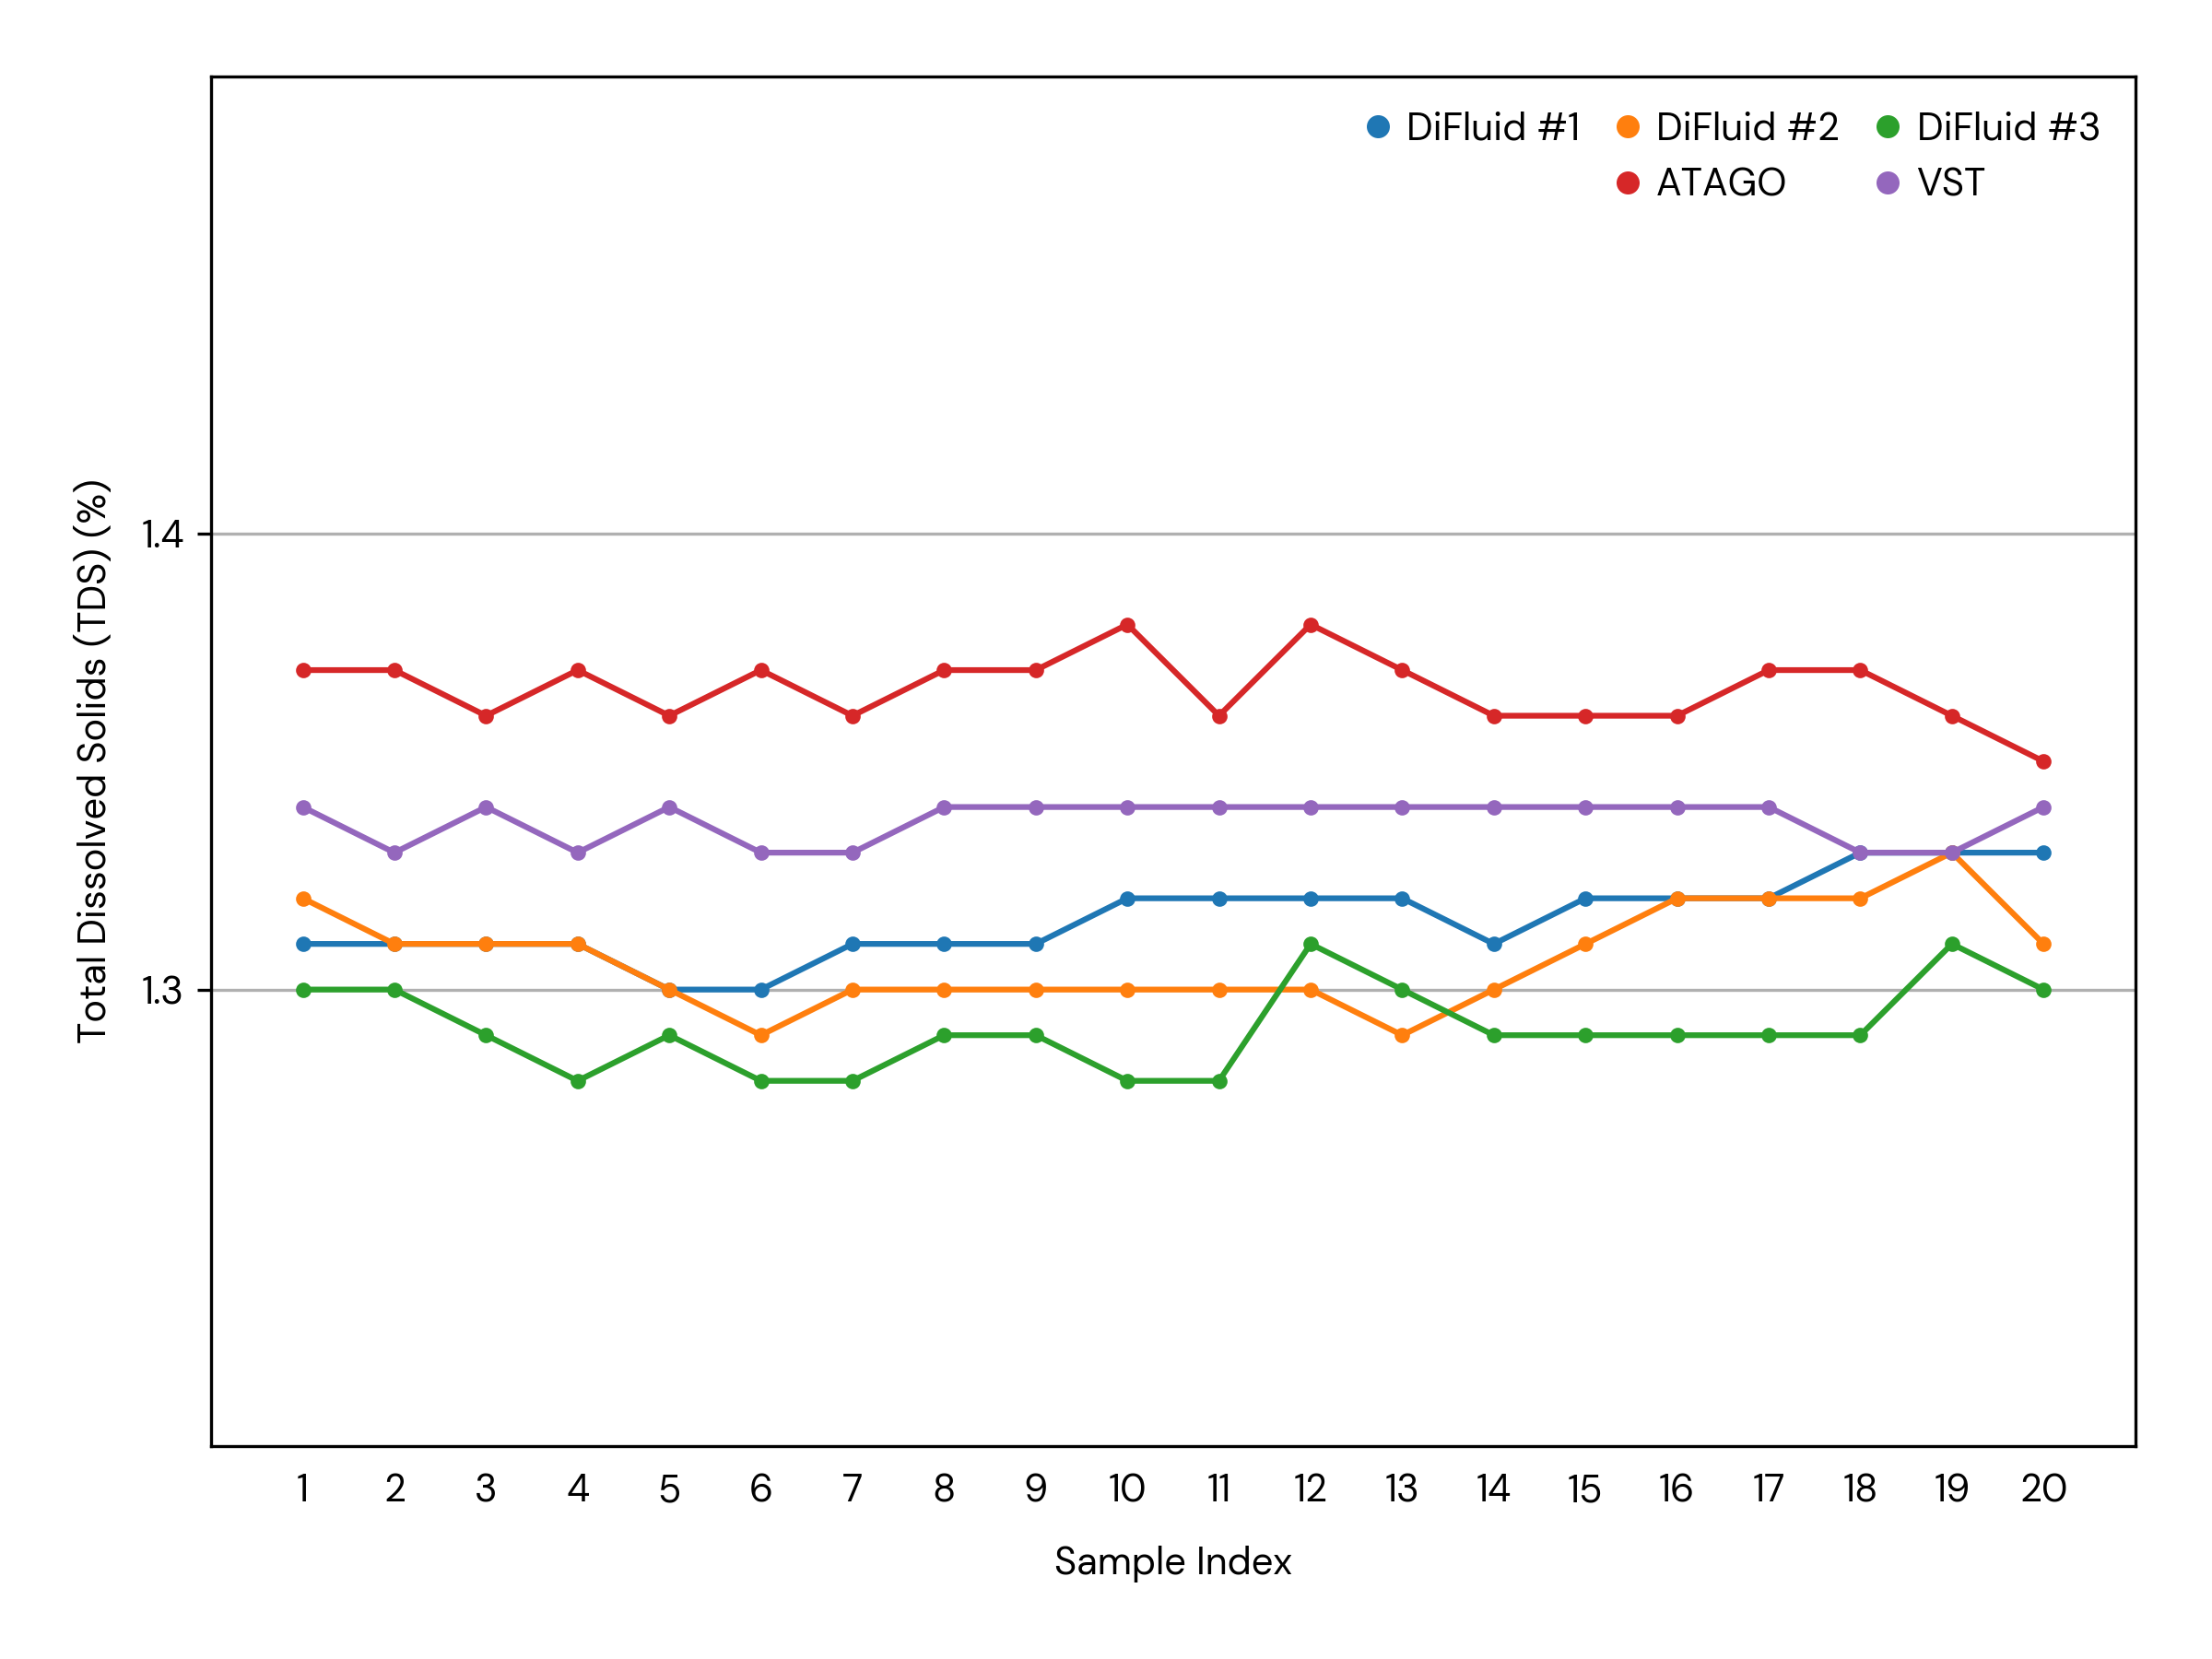 DiFluid #1 DiFluid #2 DiFluid #3
ATAGO VST
Total Dissolved Solids (TDS) (%)
1.4
1.3
1 2 3 4 5 6 7 8 9 10 11 12 13 14 15 16 17 18 19 20
Sample Index